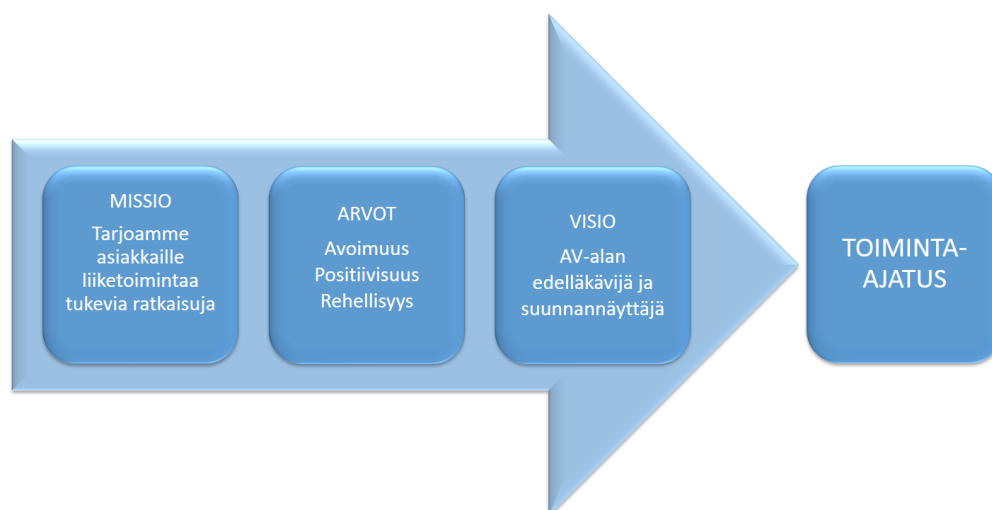 MISSIO
Tarjoamme
asiakkaille
liiketoimintaa
tukevia ratkaisuja
ARVOT
Avoimuus
Positiivisuus
Rehellisyys
VISIO
AV-alan
edelläkävijä ja
suunnannäyttäjä
TOIMINTA-
AJATUS